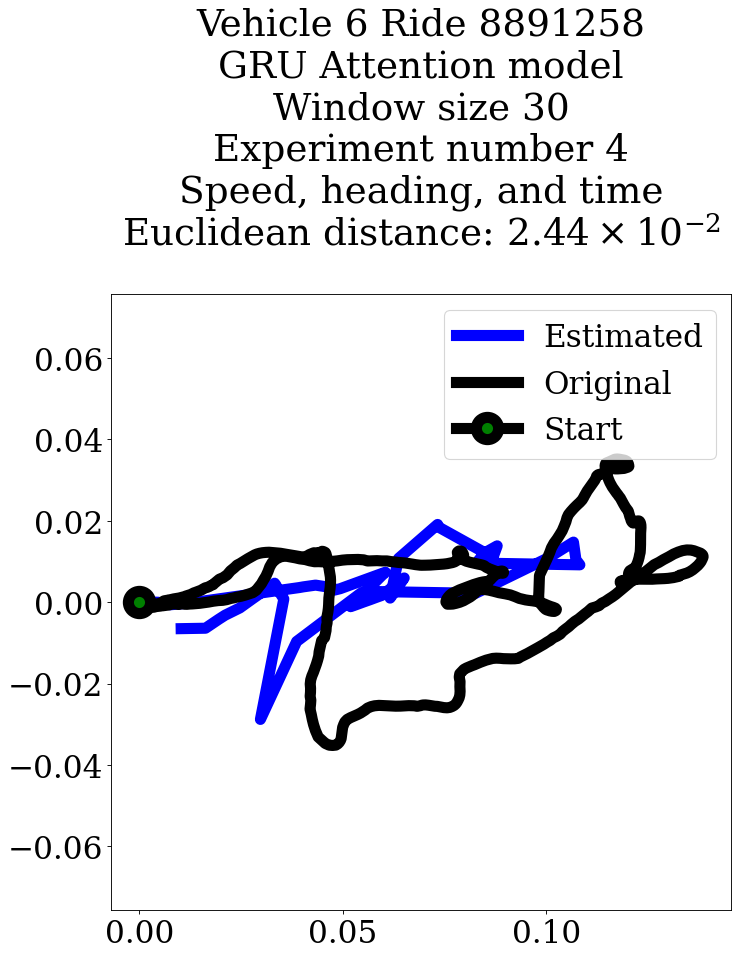 Vehicle 6 Ride 8891258
GRU Attention model
Window size 30
Experiment number 4
Speed, heading, and time
Euclidean distance: 2.44 × 10⁻²
Estimated
Original
Start
0.06
0.04
0.02
0.00
−0.02
−0.04
−0.06
0.00 0.05 0.10